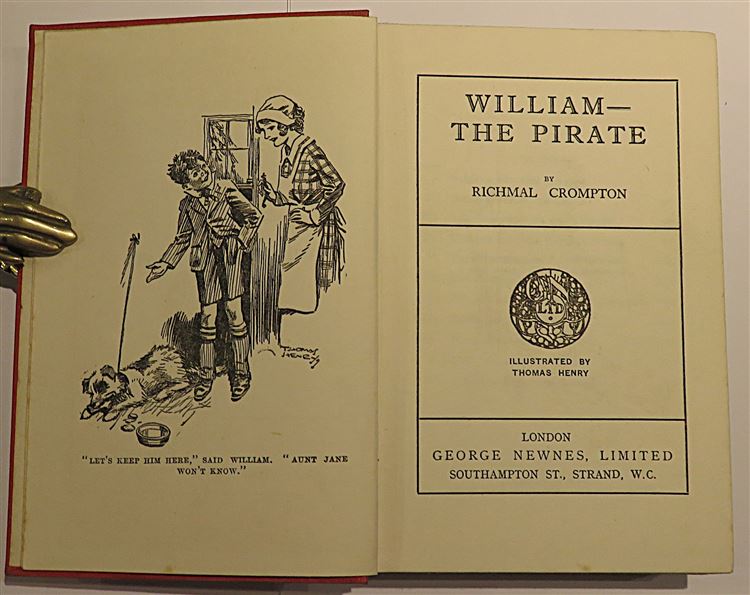 THOMAS
HENRY
"LET'S KEEP HIM HERE," SAID WILLIAM. "AUNT JANE
WON'T KNOW."
WILLIAM—
THE PIRATE
BY
RICHMAL CROMPTON
LTD
ILLUSTRATED BY
THOMAS HENRY
LONDON
GEORGE NEWNES, LIMITED
SOUTHAMPTON ST., STRAND, W.C.